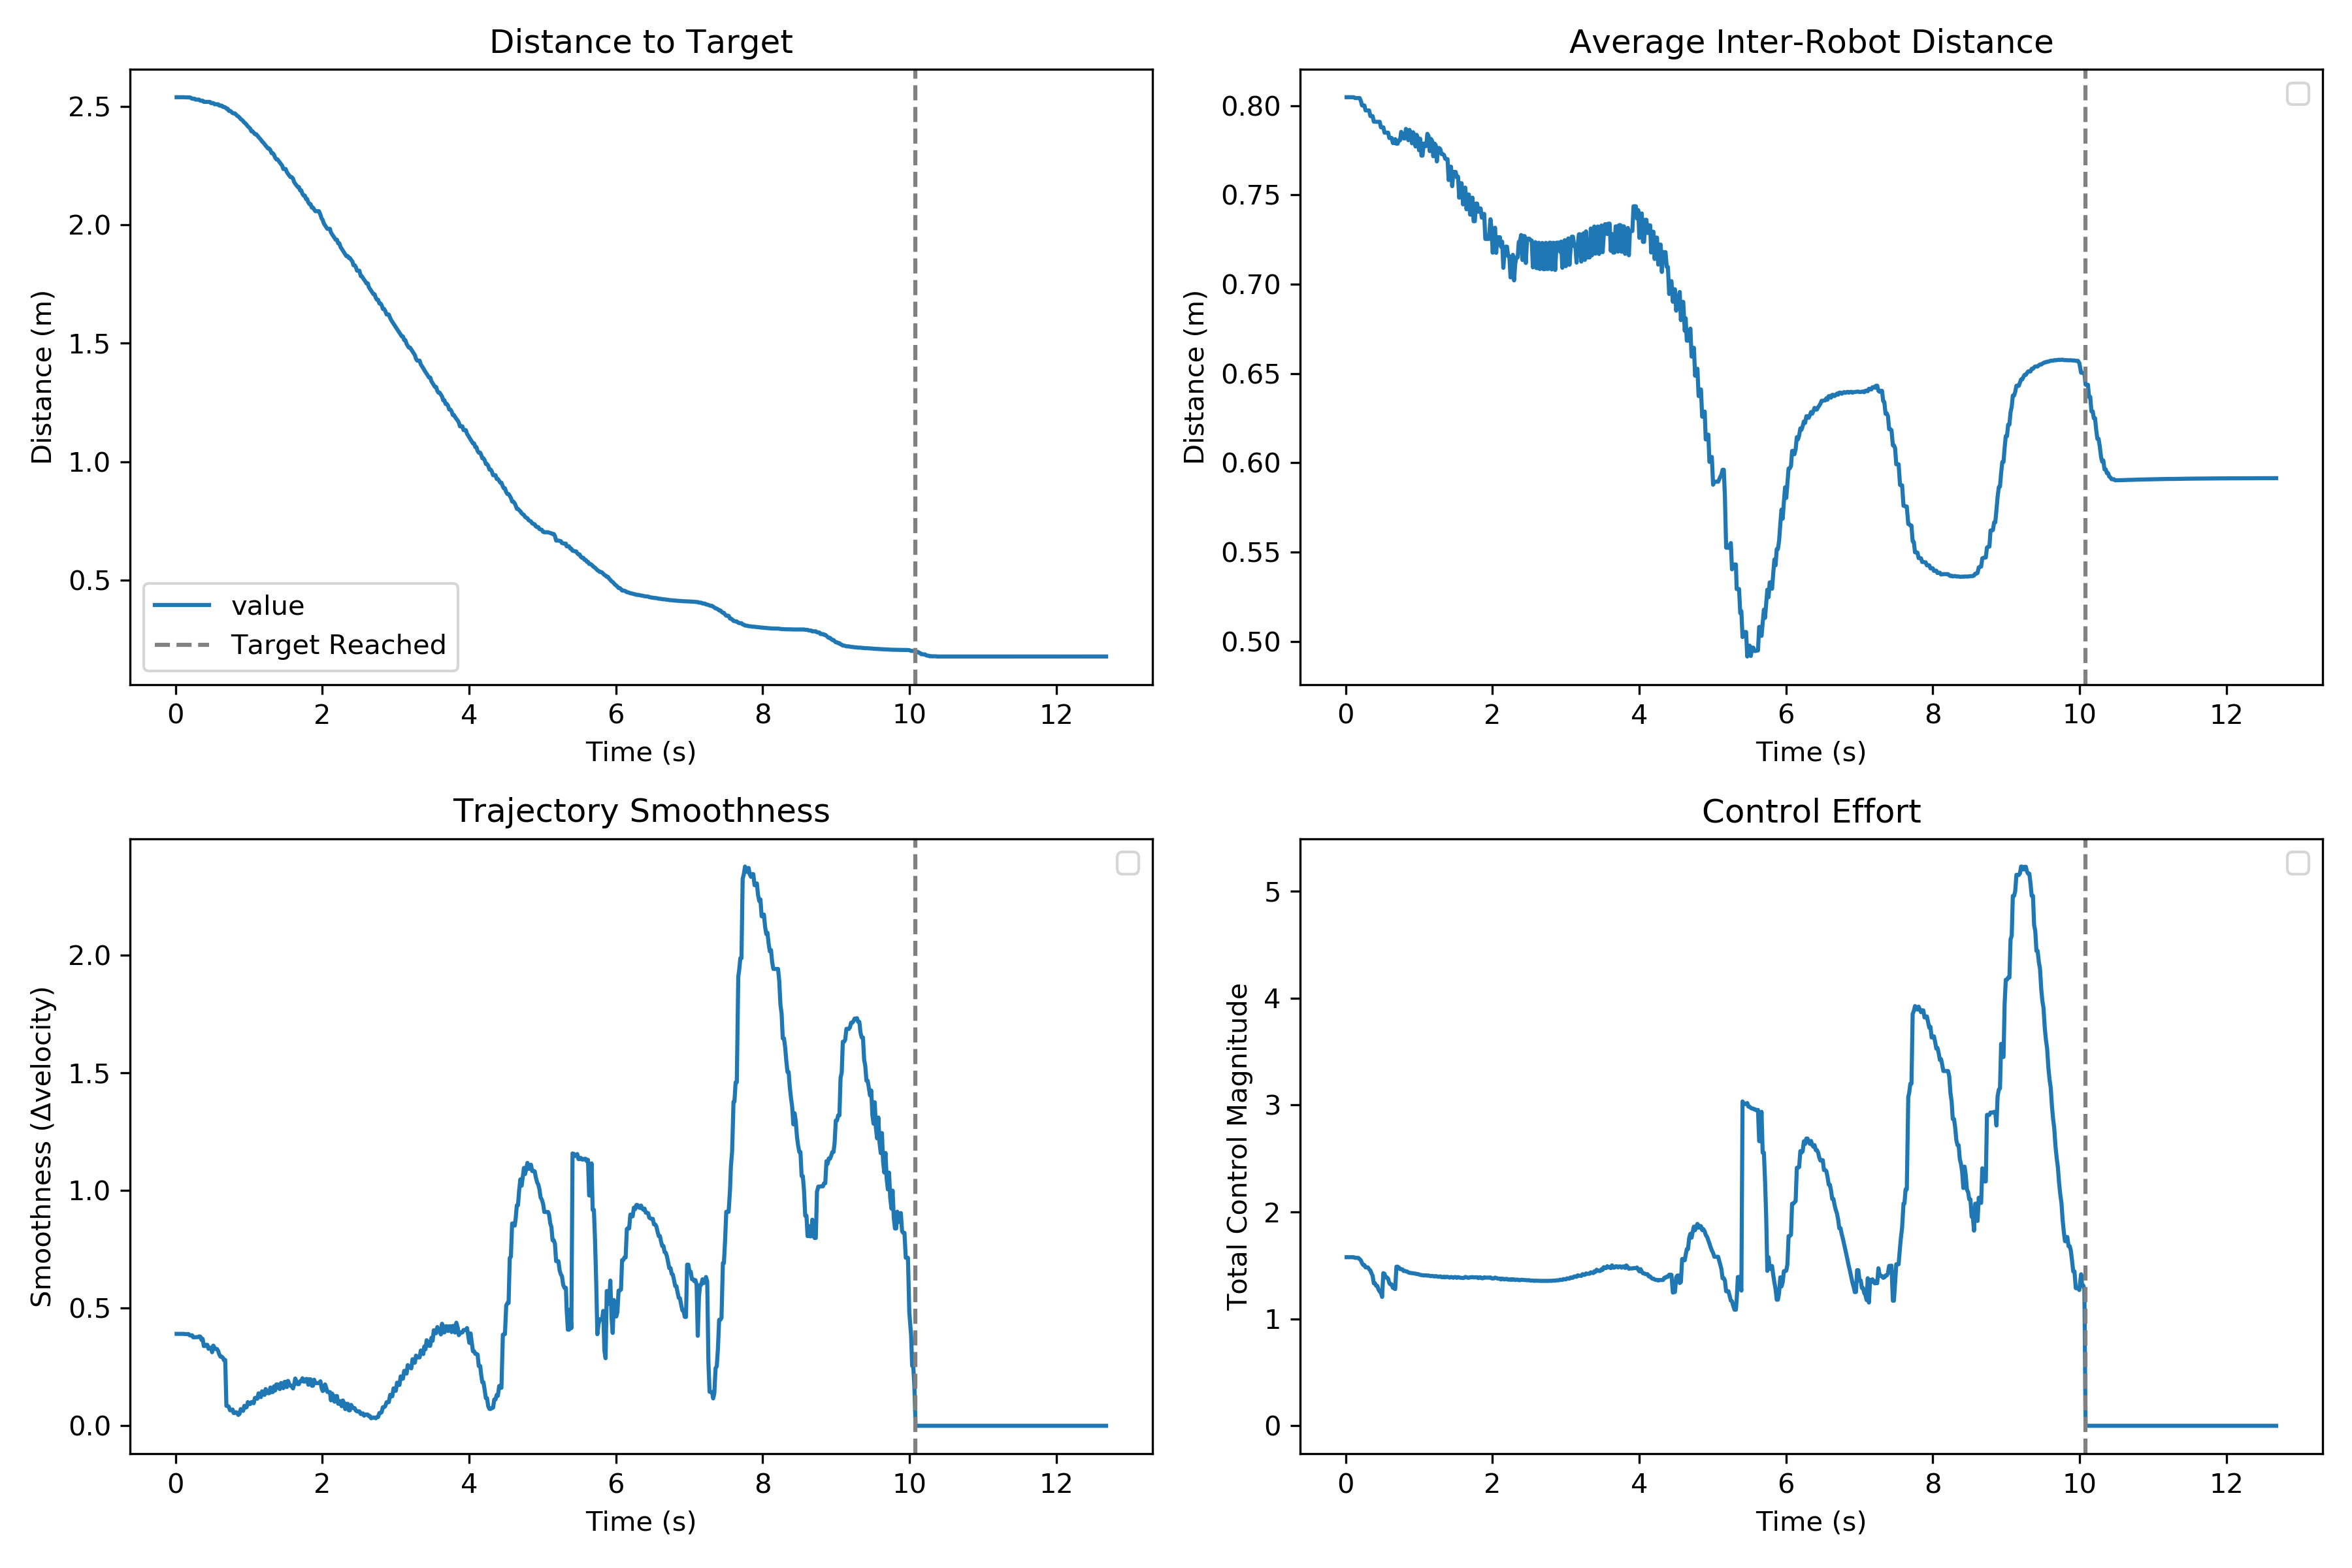 Distance to Target
Distance (m)
2.5
2.0
1.5
1.0
0.5
value
Target Reached
0 2 4 6 8 10 12
Time (s)
Average Inter-Robot Distance
Distance (m)
0.80
0.75
0.70
0.65
0.60
0.55
0.50
0 2 4 6 8 10 12
Time (s)
Trajectory Smoothness
Smoothness (Δvelocity)
2.0
1.5
1.0
0.5
0.0
0 2 4 6 8 10 12
Time (s)
Control Effort
Total Control Magnitude
5
4
3
2
1
0
0 2 4 6 8 10 12
Time (s)